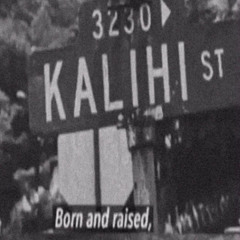 3230
KALIHI ST
Born and raised,